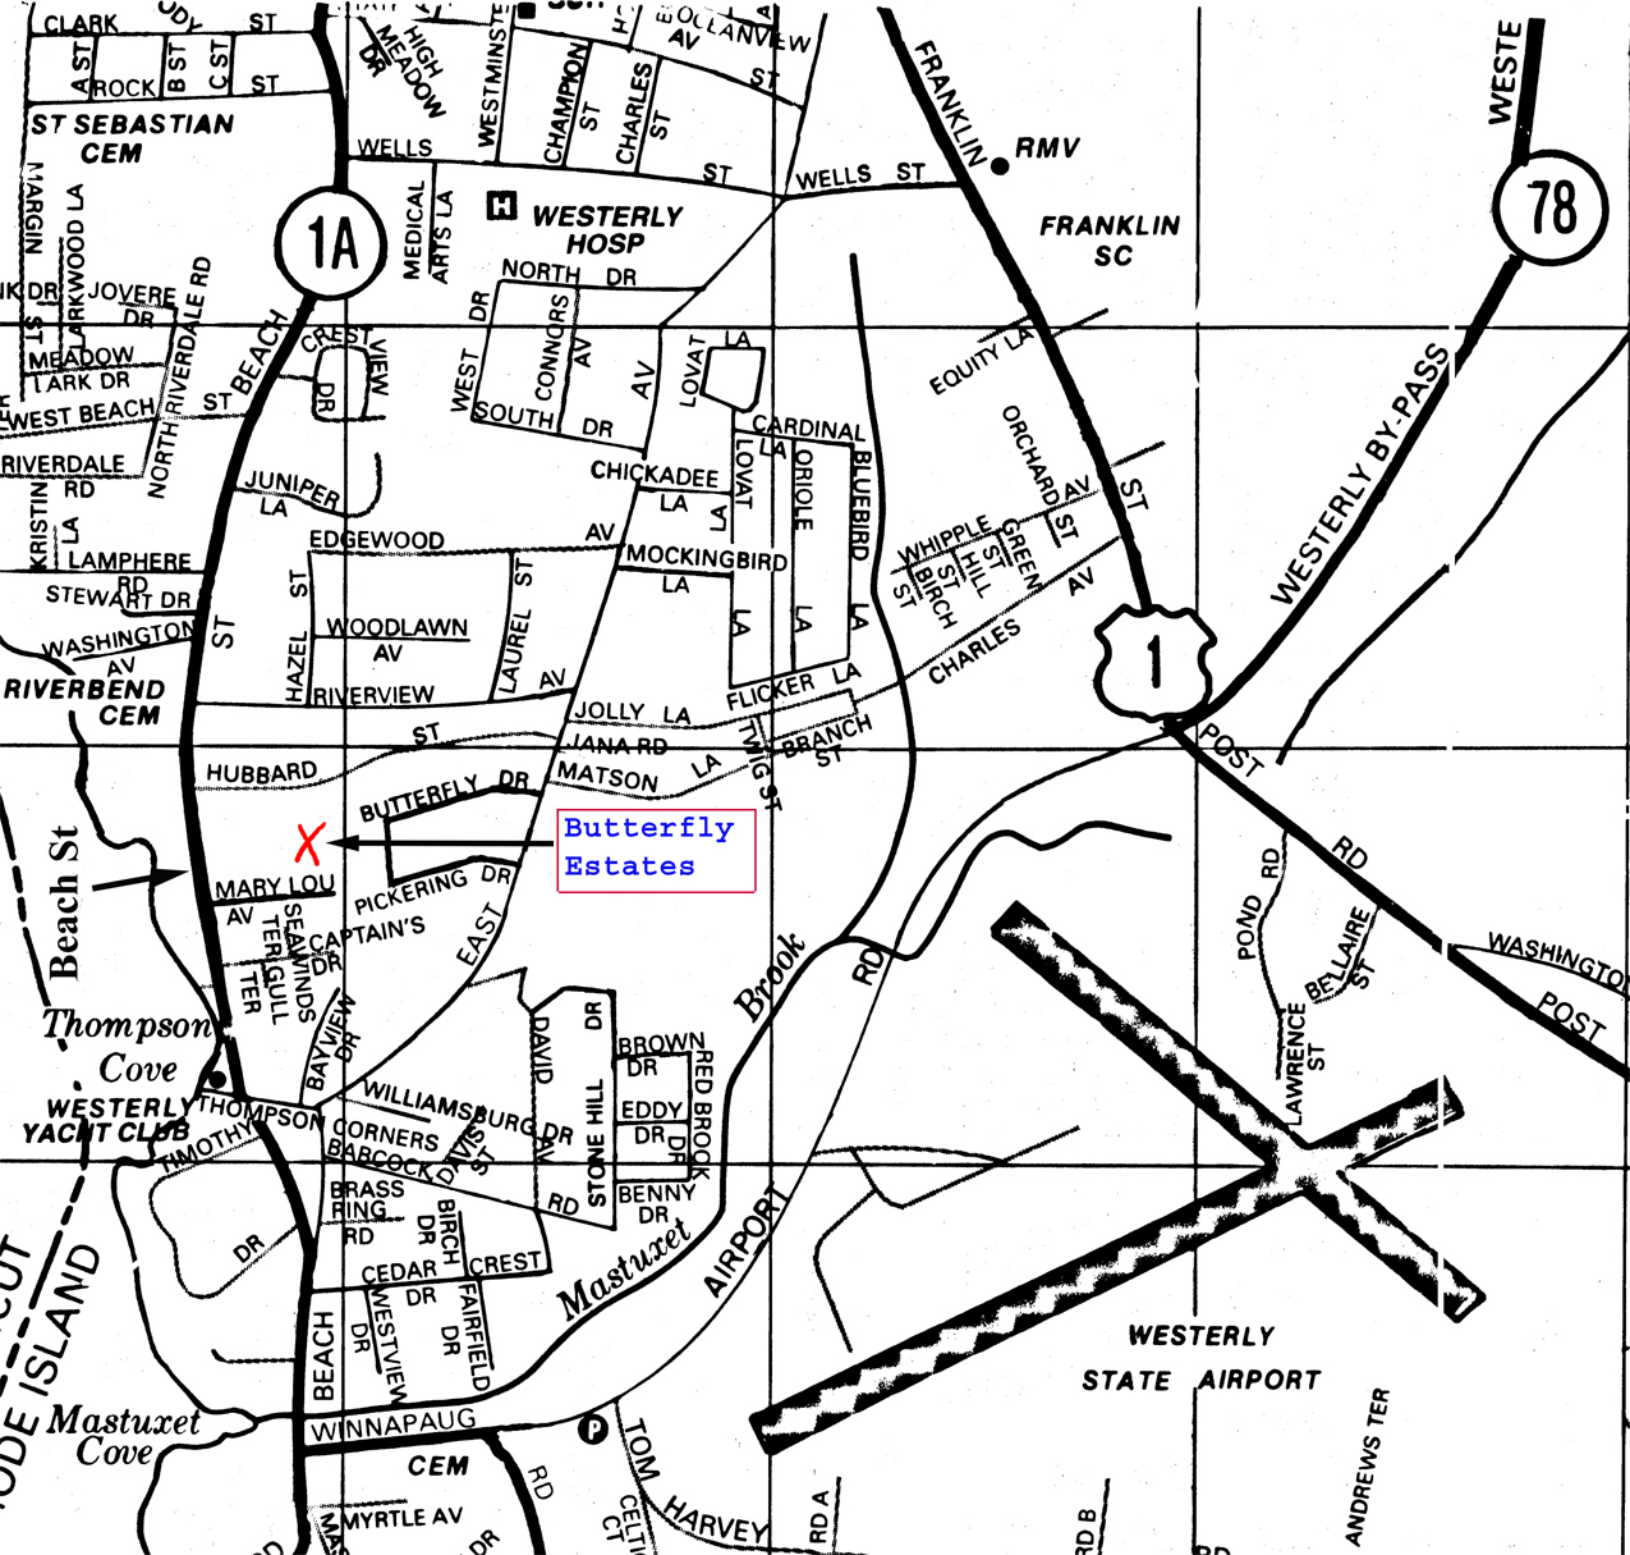 CLARK ST
A ST
B ST
C ST
ROCK ST
ST SEBASTIAN
CEM
HIGH
MEADOW
DR
WESTMINSTE
CHAMPION
ST
CHARLES
ST
AV
ST
WELLS
ST
WELLS ST
FRANKLIN
RMV
WESTE
78
1A
MEDICAL
ARTS LA
H
WESTERLY
HOSP
FRANKLIN
SC
MARGIN
ST
LARKWOOD LA
JOVERE
DR
NORTH RIVERDALE RD
MEADOW
LARK DR
WEST BEACH ST
RIVERDALE
RD
KRISTIN
LA
BEACH
CREST
VIEW
DR
NORTH DR
WEST DR
CONNORS
AV
AV
SOUTH DR
LOVAT
LA
EQUITY LA
WESTERLY BY-PASS
JUNIPER
LA
CHICKADEE
LA
CARDINAL
LA
LOVAT
LA
ORIOLE
LA
BLUEBIRD
LA
ORCHARD
ST
AV
ST
WHIPPLE
GREEN
ST
HILL
ST
BIRCH
ST
CHARLES AV
LAMPHERE
RD
STEWART DR
WASHINGTON
AV
ST
EDGEWOOD AV
MOCKINGBIRD
LA
LA
HAZEL ST
WOODLAWN
AV
LAUREL ST
RIVERVIEW AV
RIVERBEND
CEM
1
FLICKER LA
JOLLY LA
JANA RD
TWIG ST
BRANCH
ST
MATSON LA
HUBBARD ST
POST
RD
BUTTERFLY DR
X
Butterfly
Estates
Beach St
MARY LOU
AV
PICKERING DR
SEAWINDS
TER
GULL
TER
CAPTAIN'S
DR
EAST
BAYVIEW
DR
Thompson
Cove
WESTERLY
YACHT CLUB
THOMPSON
TIMOTHY
DR
WILLIAMSBURG DR
CORNERS
BABCOCK
RD
DAVIS
ST
DAVID
AV
STONE HILL
DR
BROWN
DR
EDDY
DR
BENNY
DR
RED BROOK
DR
Brook
RD
POND RD
BELLAIRE
ST
LAWRENCE
ST
WASHINGTO
POST
BRASS
RING
RD
BIRCH
DR
CEDAR CREST
DR
WESTVIEW
DR
FAIRFIELD
DR
Mastuxet
AIRPORT
BEACH
WESTERLY
STATE AIRPORT
ODE ISLAND
Mastuxet
Cove
WINNAPAUG
CEM
RD
P
TOM
HARVEY
RD A
RD B
ANDREWS TER
MYRTLE AV
DR
CT